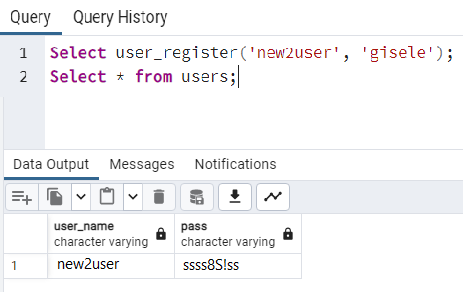 Query Query History
1 Select user_register('new2user', 'gisele');
2 Select * from users;
Data Output Messages Notifications
user_name pass
character varying character varying
1 new2user ssss8S!ss